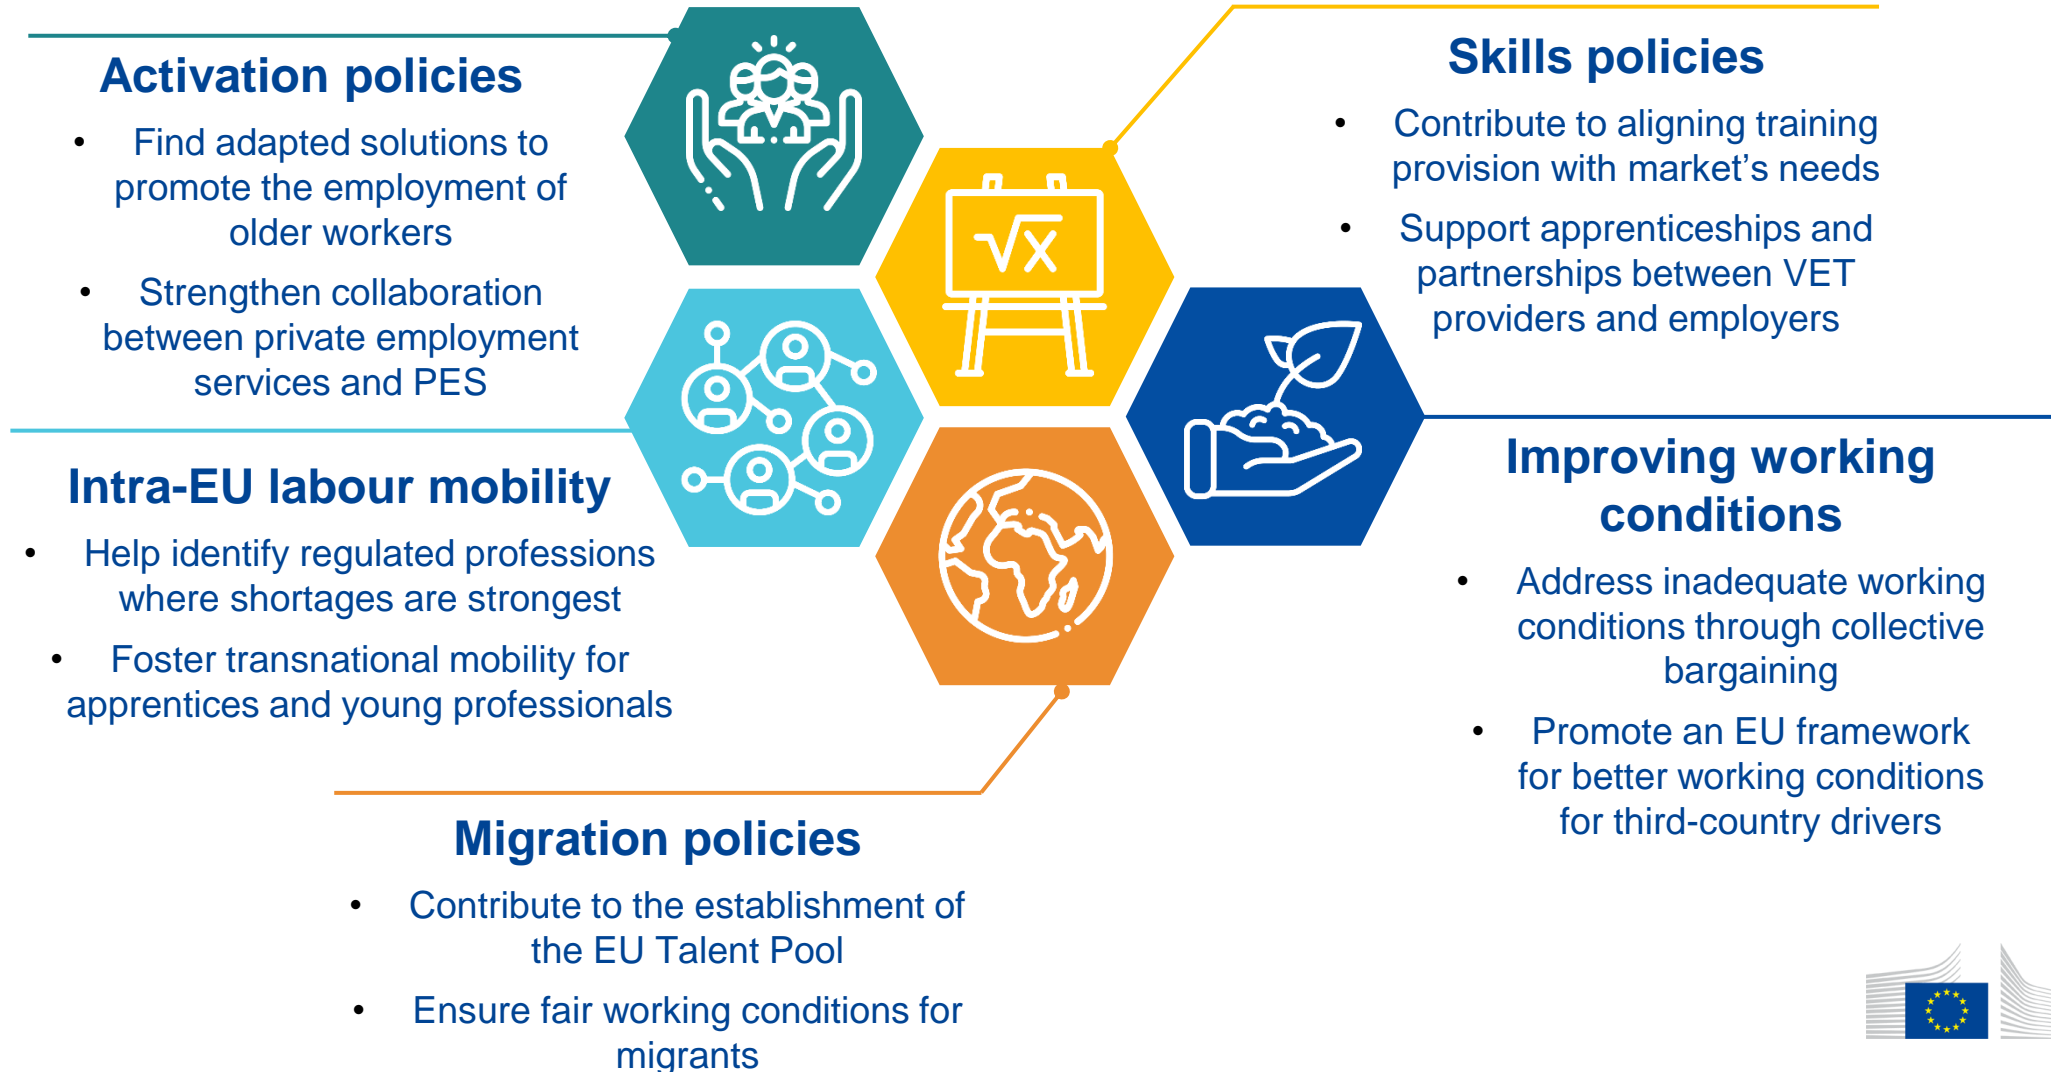 Activation policies
• Find adapted solutions to
promote the employment of
older workers
• Strengthen collaboration
between private employment
services and PES
Skills policies
• Contribute to aligning training
provision with market’s needs
• Support apprenticeships and
partnerships between VET
providers and employers
√x
Intra-EU labour mobility
• Help identify regulated professions
where shortages are strongest
• Foster transnational mobility for
apprentices and young professionals
Improving working
conditions
• Address inadequate working
conditions through collective
bargaining
• Promote an EU framework
for better working conditions
for third-country drivers
Migration policies
• Contribute to the establishment of
the EU Talent Pool
• Ensure fair working conditions for
migrants